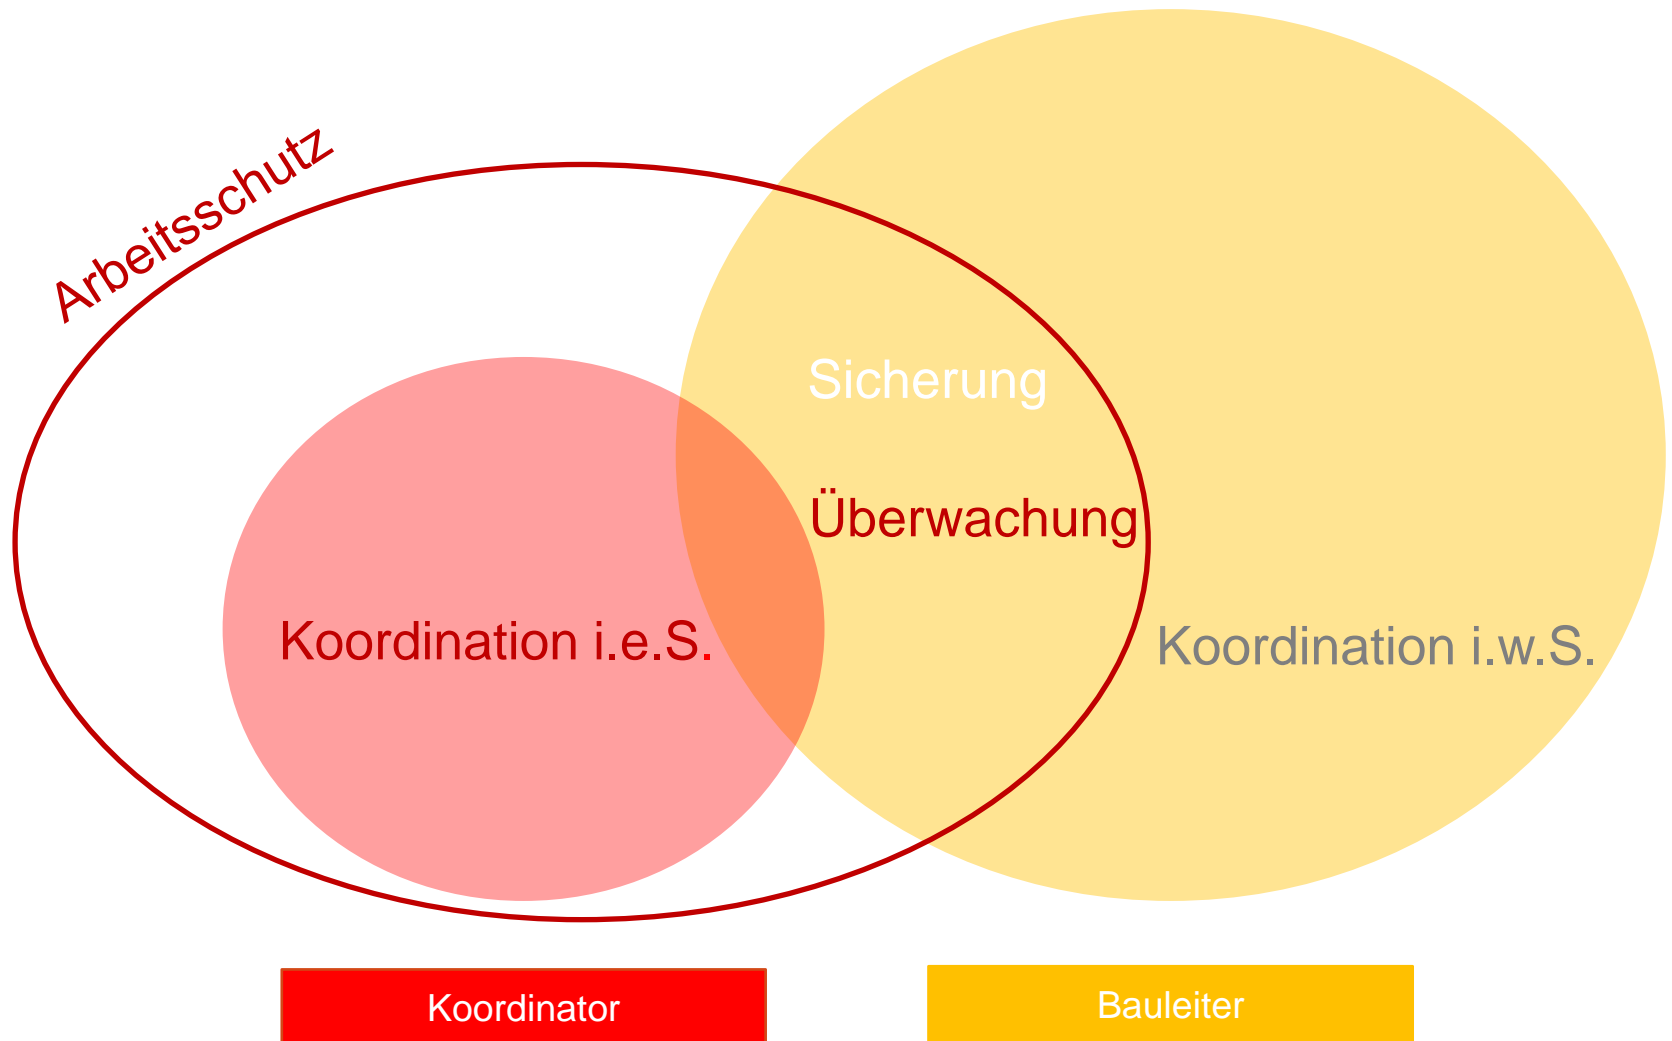 Arbeitsschutz
Sicherung
Überwachung
Koordination i.e.S.
Koordination i.w.S.
Koordinator
Bauleiter